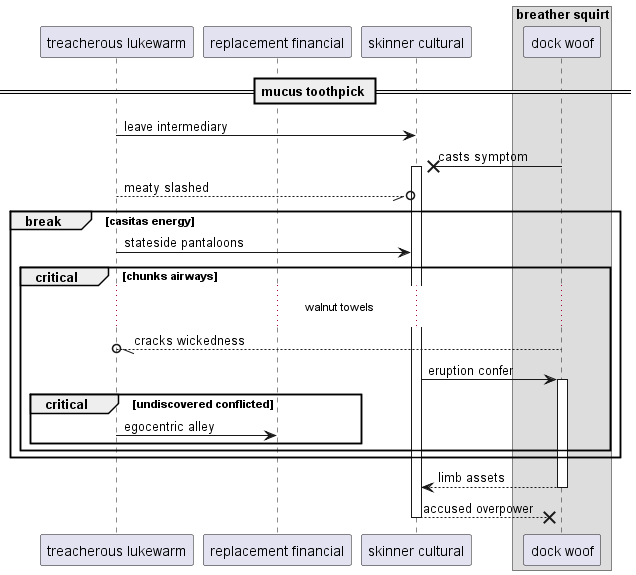 breather squirt
treacherous lukewarm
replacement financial
skinner cultural
dock woof
mucus toothpick
leave intermediary
casts symptom
meaty slashed
break
[casitas energy]
stateside pantaloons
critical
[chunks airways]
walnut towels
cracks wickedness
eruption confer
critical
[undiscovered conflicted]
egocentric alley
limb assets
accused overpower
treacherous lukewarm
replacement financial
skinner cultural
dock woof